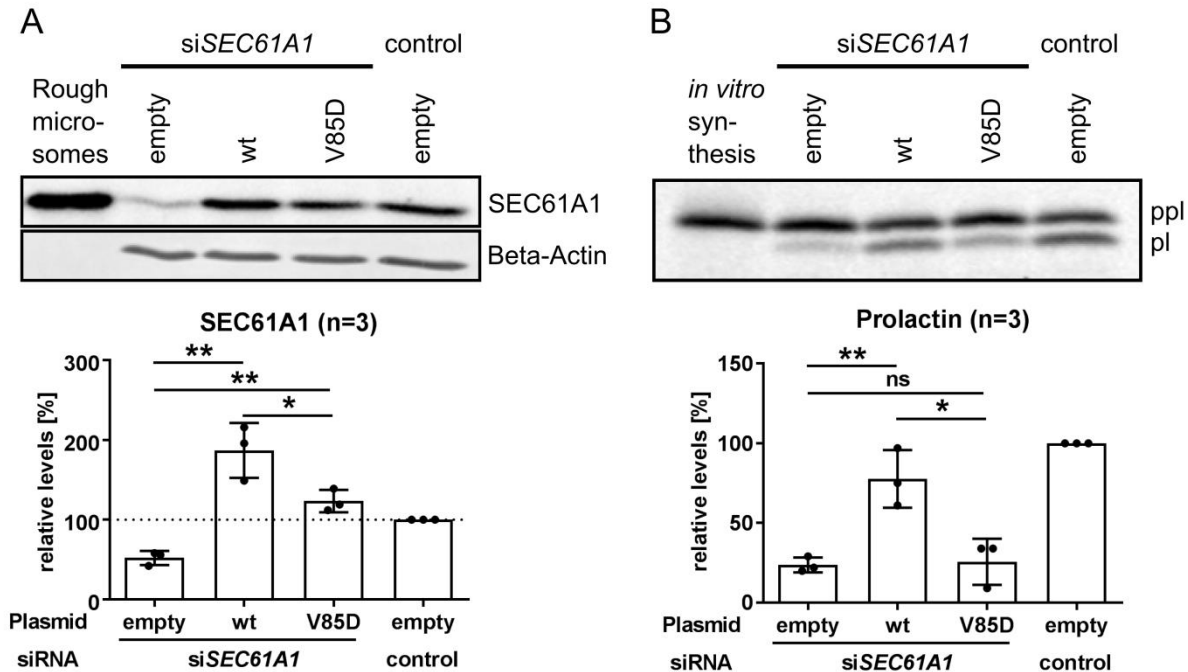 A
siSEC61A1 control
Rough
micro-
somes
empty
wt
V85D
empty
SEC61A1
Beta-Actin
SEC61A1 (n=3)
relative levels [%]
300
200
100
0
**
**
*
Plasmid empty wt V85D empty
siRNA siSEC61A1 control
B
siSEC61A1 control
in vitro
syn-
thesis
empty
wt
V85D
empty
ppl
pl
Prolactin (n=3)
relative levels [%]
150
100
50
0
**
ns
*
Plasmid empty wt V85D empty
siRNA siSEC61A1 control